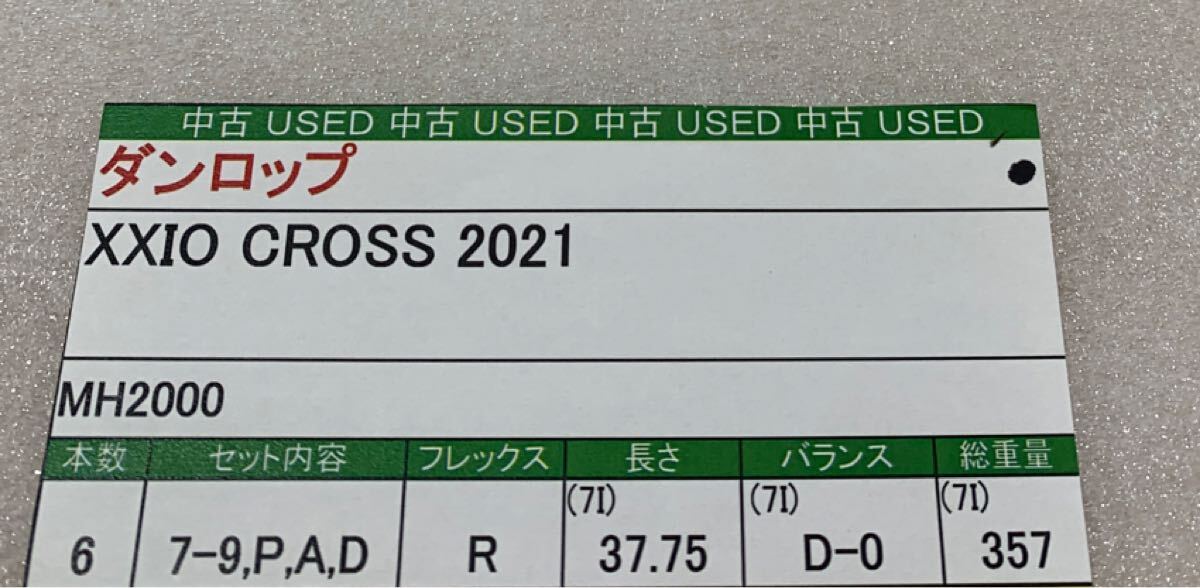 中古 USED 中古 USED 中古 USED 中古 USED
ダンロップ
XXIO CROSS 2021
MH2000
本数 セット内容 フレックス 長さ バランス 総重量
(7I) (7I) (7I)
6 7-9,P,A,D R 37.75 D-0 357